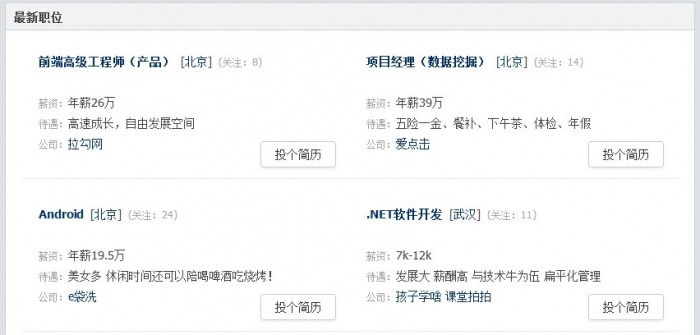 最新职位
前端高级工程师（产品） [北京] (关注：8)
薪资：年薪26万
待遇：高速成长，自由发展空间
公司：拉勾网
投个简历
项目经理（数据挖掘） [北京] (关注：14)
薪资：年薪39万
待遇：五险一金、餐补、下午茶、体检、年假
公司：爱点击
投个简历
Android [北京] (关注：24)
薪资：年薪19.5万
待遇：美女多 休闲时间还可以陪喝啤酒吃烧烤！
公司：e袋洗
投个简历
.NET软件开发 [武汉] (关注：11)
薪资：7k-12k
待遇：发展大 薪酬高 与技术牛为伍 扁平化管理
公司：孩子学啥 课堂拍拍
投个简历